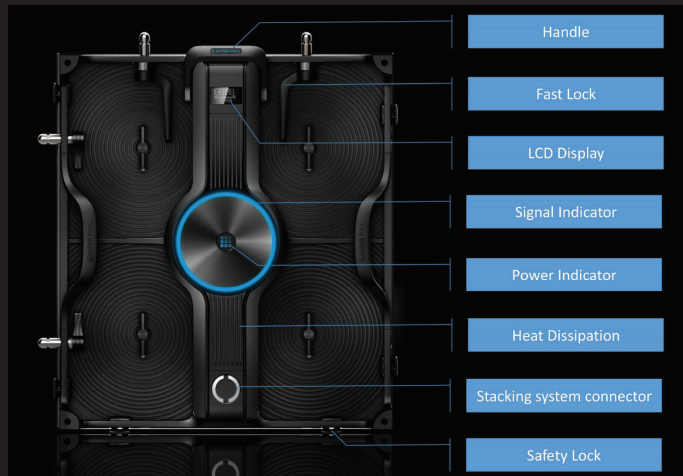 Handle
Fast Lock
LCD Display
Signal Indicator
Power Indicator
Heat Dissipation
Stacking system connector
Safety Lock